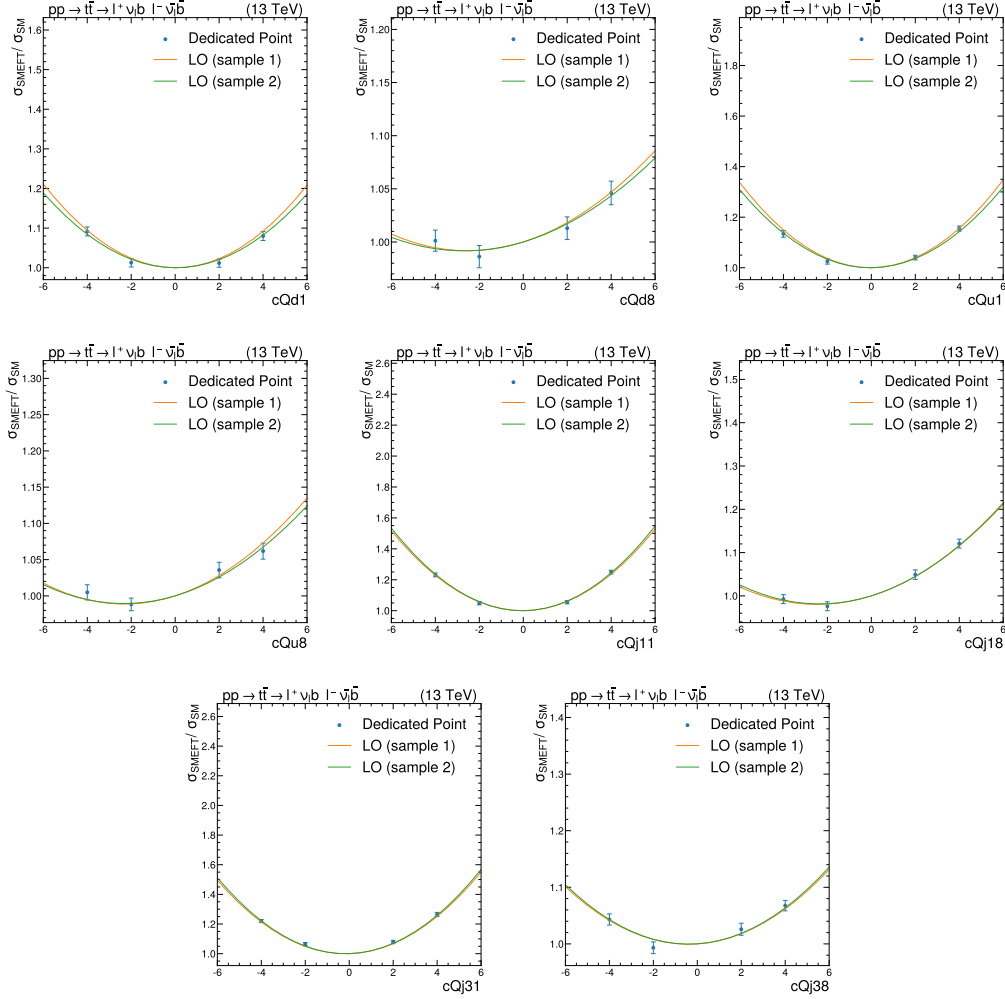 pp → tt̄ → l⁺ νₗb l⁻ ν̄ₗb̄ (13 TeV)
σSMEFT/ σSM
Dedicated Point
LO (sample 1)
LO (sample 2)
1.6
1.5
1.4
1.3
1.2
1.1
1.0
-6 -4 -2 0 2 4 6
cQd1
pp → tt̄ → l⁺ νₗb l⁻ ν̄ₗb̄ (13 TeV)
σSMEFT/ σSM
Dedicated Point
LO (sample 1)
LO (sample 2)
1.20
1.15
1.10
1.05
1.00
-6 -4 -2 0 2 4 6
cQd8
pp → tt̄ → l⁺ νₗb l⁻ ν̄ₗb̄ (13 TeV)
σSMEFT/ σSM
Dedicated Point
LO (sample 1)
LO (sample 2)
1.8
1.6
1.4
1.2
1.0
-6 -4 -2 0 2 4 6
cQu1
pp → tt̄ → l⁺ νₗb l⁻ ν̄ₗb̄ (13 TeV)
σSMEFT/ σSM
Dedicated Point
LO (sample 1)
LO (sample 2)
1.30
1.25
1.20
1.15
1.10
1.05
1.00
-6 -4 -2 0 2 4 6
cQu8
pp → tt̄ → l⁺ νₗb l⁻ ν̄ₗb̄ (13 TeV)
σSMEFT/ σSM
Dedicated Point
LO (sample 1)
LO (sample 2)
2.6
2.4
2.2
2.0
1.8
1.6
1.4
1.2
1.0
-6 -4 -2 0 2 4 6
cQj11
pp → tt̄ → l⁺ νₗb l⁻ ν̄ₗb̄ (13 TeV)
σSMEFT/ σSM
Dedicated Point
LO (sample 1)
LO (sample 2)
1.5
1.4
1.3
1.2
1.1
1.0
-6 -4 -2 0 2 4 6
cQj18
pp → tt̄ → l⁺ νₗb l⁻ ν̄ₗb̄ (13 TeV)
σSMEFT/ σSM
Dedicated Point
LO (sample 1)
LO (sample 2)
2.6
2.4
2.2
2.0
1.8
1.6
1.4
1.2
1.0
-6 -4 -2 0 2 4 6
cQj31
pp → tt̄ → l⁺ νₗb l⁻ ν̄ₗb̄ (13 TeV)
σSMEFT/ σSM
Dedicated Point
LO (sample 1)
LO (sample 2)
1.4
1.3
1.2
1.1
1.0
-6 -4 -2 0 2 4 6
cQj38